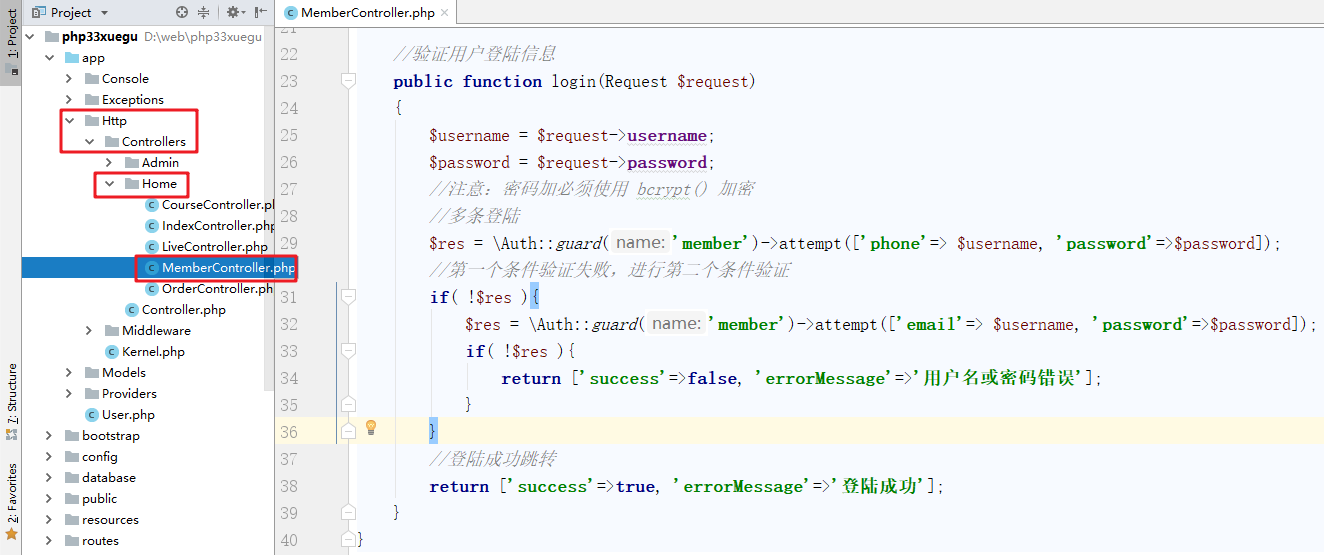 1: Project
7: Structure
2: Favorites
Project
php33xuegu D:\web\php33xuegu
app
Console
Exceptions
Http
Controllers
Admin
Home
CourseController.ph
IndexController.php
LiveController.php
MemberController.php
OrderController.ph
Controller.php
Middleware
Kernel.php
Models
Providers
User.php
bootstrap
config
database
public
resources
routes
MemberController.php
21
22 //验证用户登陆信息
23 public function login(Request $request)
24 {
25 $username = $request->username;
26 $password = $request->password;
27 //注意：密码加必须使用 bcrypt() 加密
28 //多条登陆
29 $res = \Auth::guard( name: 'member')->attempt(['phone'=> $username, 'password'=>$password]);
30 //第一个条件验证失败，进行第二个条件验证
31 if( !$res ){
32 $res = \Auth::guard( name: 'member')->attempt(['email'=> $username, 'password'=>$password]);
33 if( !$res ){
34 return ['success'=>false, 'errorMessage'=>'用户名或密码错误'];
35 }
36 }
37 //登陆成功跳转
38 return ['success'=>true, 'errorMessage'=>'登陆成功'];
39 }
40 }